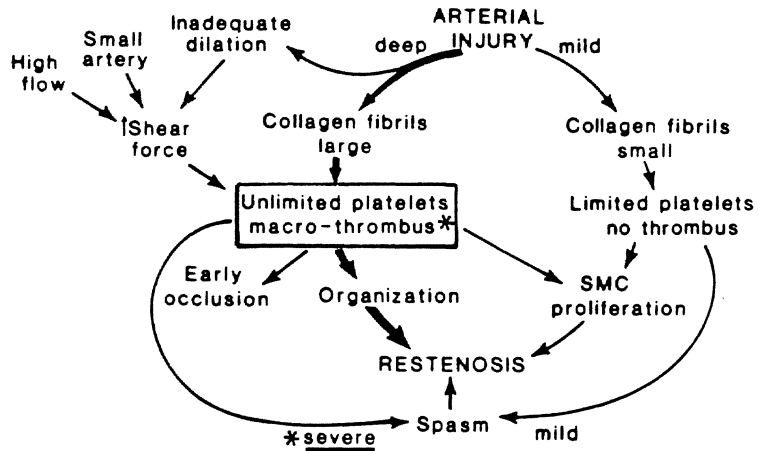 ARTERIAL
INJURY
deep
mild
Inadequate
dilation
Small
artery
High
flow
↑Shear
force
Collagen fibrils
large
Collagen fibrils
small
Unlimited platelets
macro-thrombus*
Limited platelets
no thrombus
Early
occlusion
Organization
SMC
proliferation
RESTENOSIS
Spasm
*severe
mild